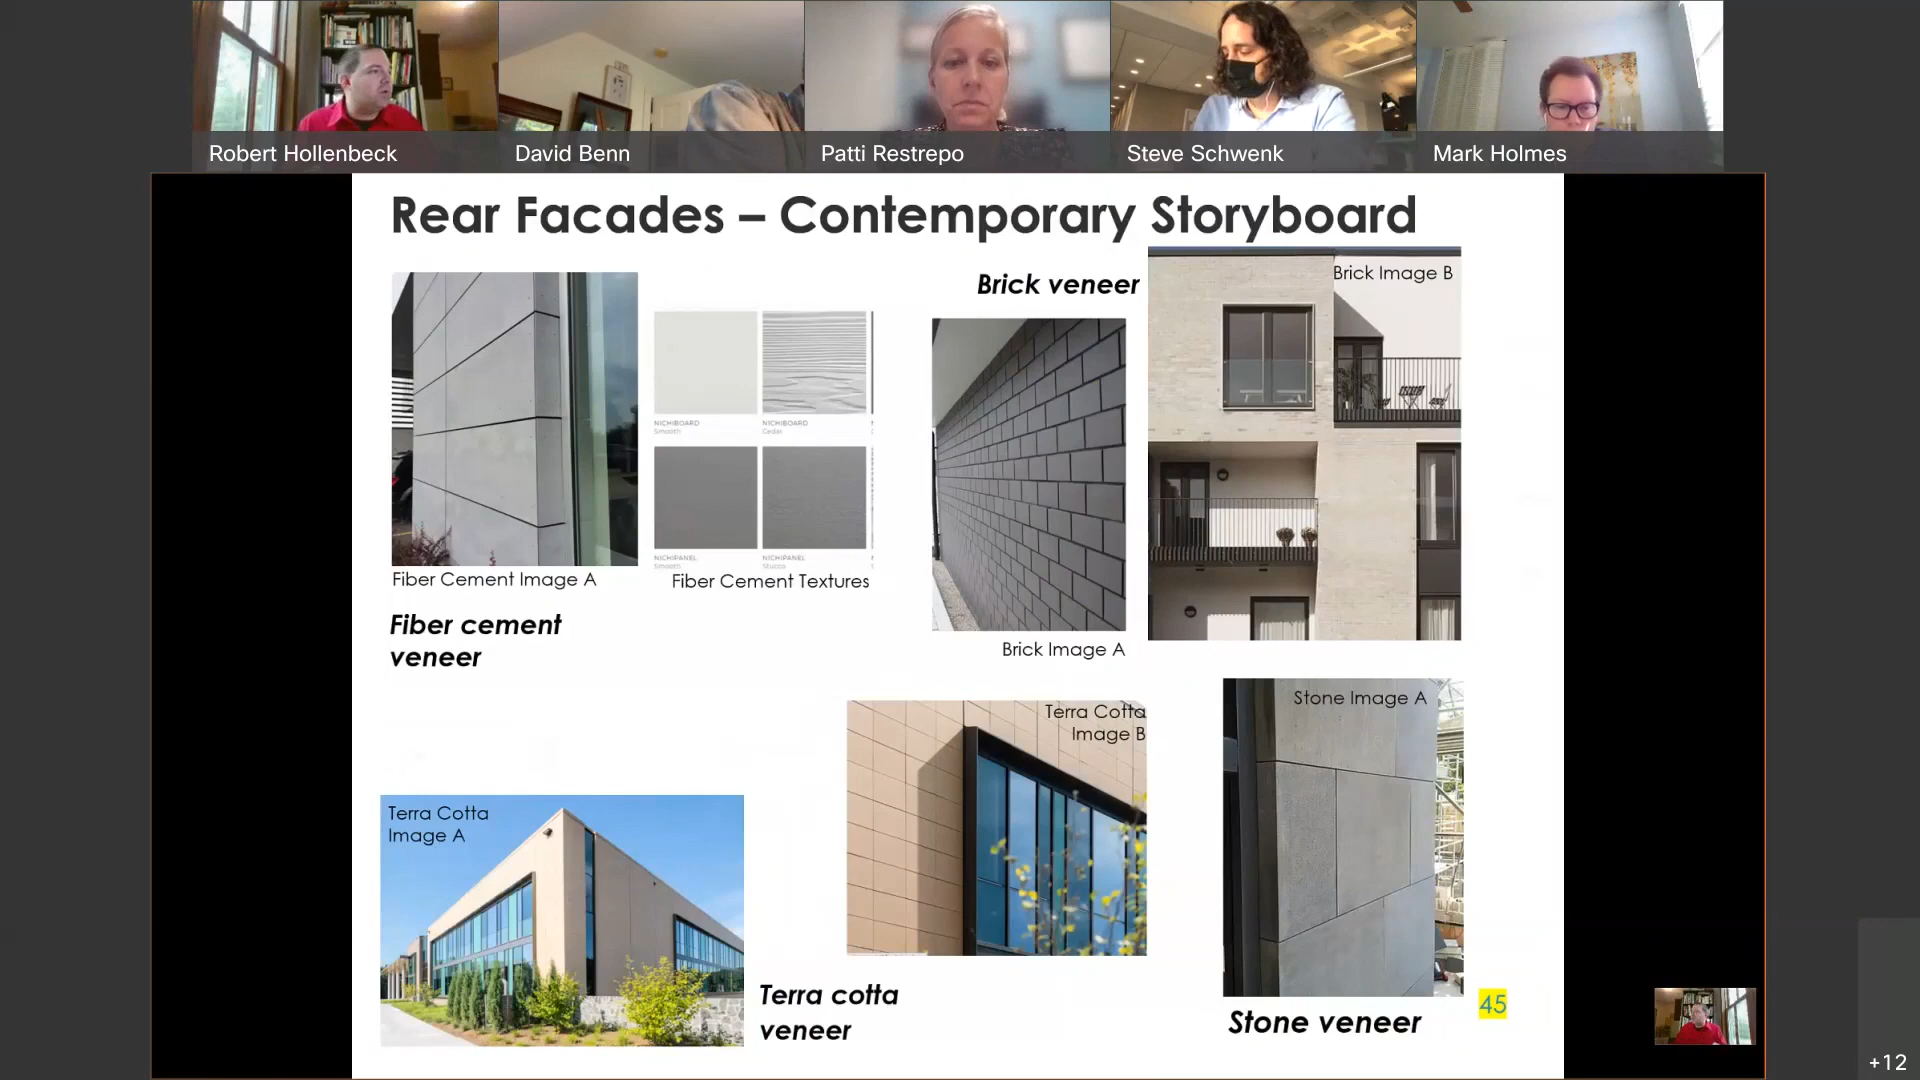 Robert Hollenbeck
David Benn
Patti Restrepo
Steve Schwenk
Mark Holmes
Rear Facades – Contemporary Storyboard
Brick veneer
Brick Image B
NICHIBOARD
Smooth
NICHIBOARD
Cedar
NICHIPANEL
Smooth
NICHIPANEL
Stucco
Fiber Cement Image A
Fiber Cement Textures
Fiber cement
veneer
Brick Image A
Terra Cotta
Image B
Stone Image A
Terra Cotta
Image A
Terra cotta
veneer
Stone veneer
45
+12